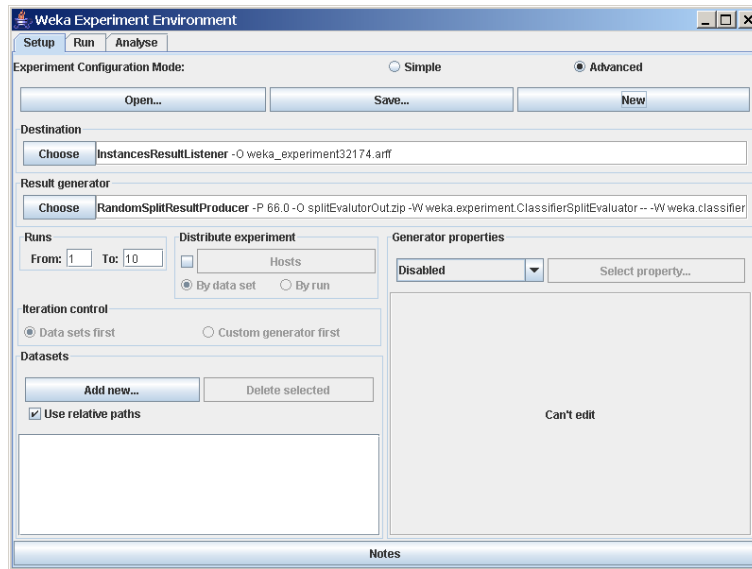 Weka Experiment Environment
Setup Run Analyse
Experiment Configuration Mode: Simple Advanced
Open... Save... New
Destination
Choose InstancesResultListener -O weka_experiment32174.arff
Result generator
Choose RandomSplitResultProducer -P 66.0 -O splitEvalutorOut.zip -W weka.experiment.ClassifierSplitEvaluator -- -W weka.classifier
Runs Distribute experiment Generator properties
From: 1 To: 10 Hosts Disabled Select property...
By data set By run
Iteration control
Data sets first Custom generator first
Datasets
Add new... Delete selected
Use relative paths Can't edit
Notes